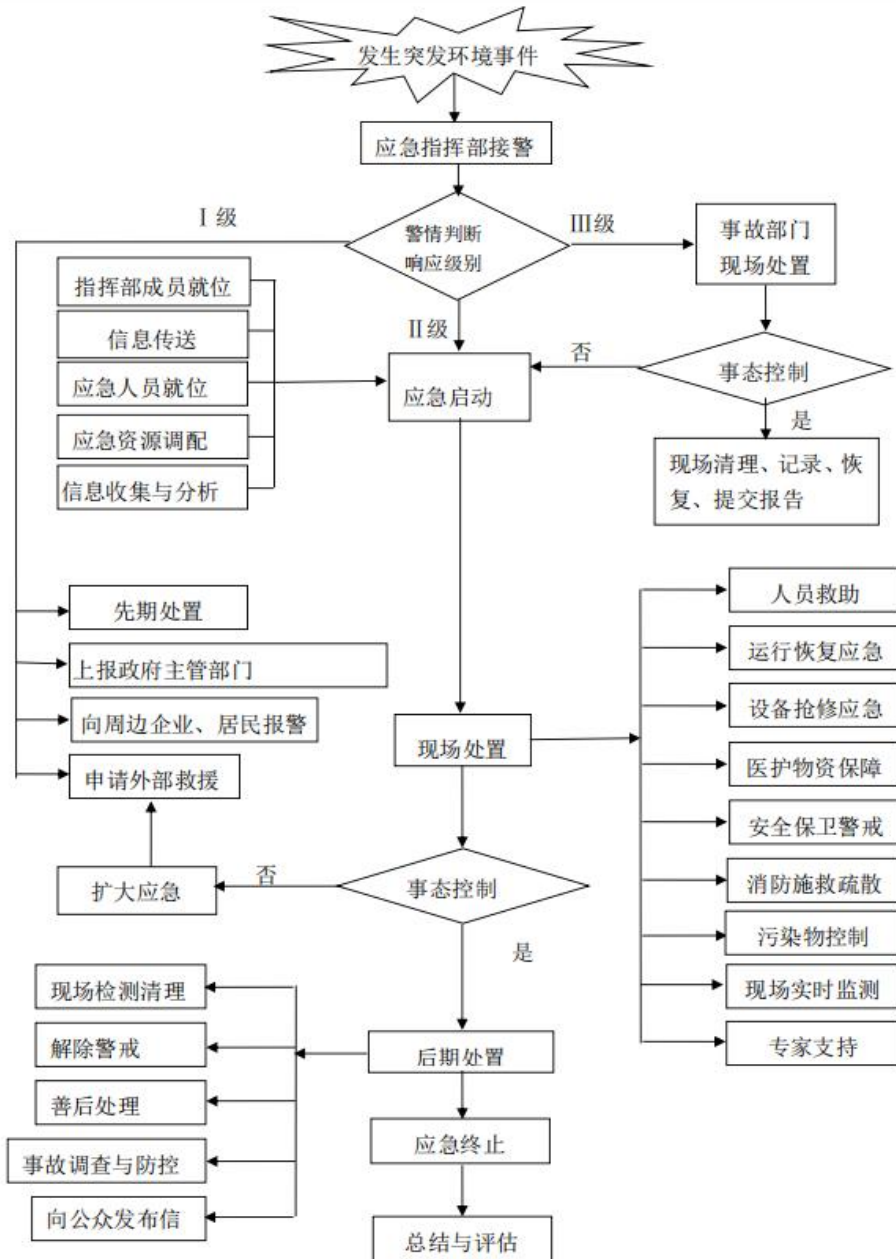 发生突发环境事件
应急指挥部接警
I 级
警情判断
响应级别
III级
事故部门
现场处置
指挥部成员就位
信息传送
应急人员就位
应急资源调配
信息收集与分析
II级
应急启动
否
事态控制
是
现场清理、记录、恢
复、提交报告
先期处置
上报政府主管部门
向周边企业、居民报警
申请外部救援
现场处置
人员救助
运行恢复应急
设备抢修应急
医护物资保障
安全保卫警戒
消防施救疏散
污染物控制
现场实时监测
专家支持
扩大应急
否
事态控制
是
现场检测清理
解除警戒
善后处理
事故调查与防控
向公众发布信
后期处置
应急终止
总结与评估